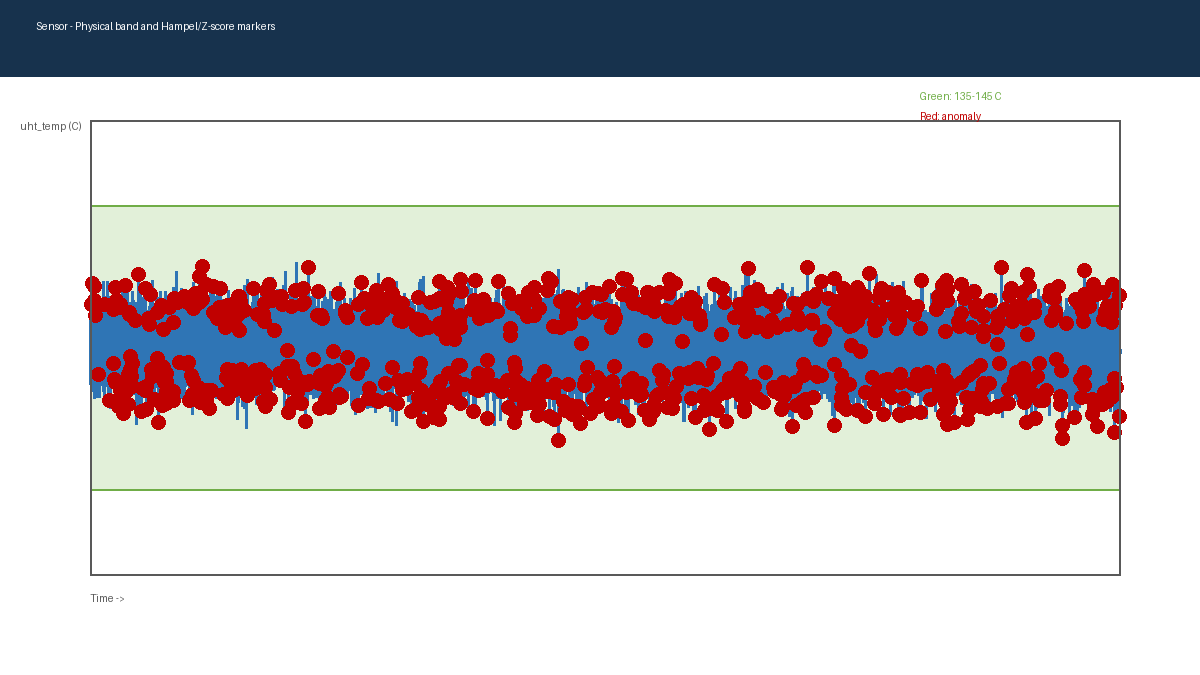 Sensor - Physical band and Hampel/Z-score markers
Green: 135-145 C
Red: anomaly
uht_temp (C)
Time ->